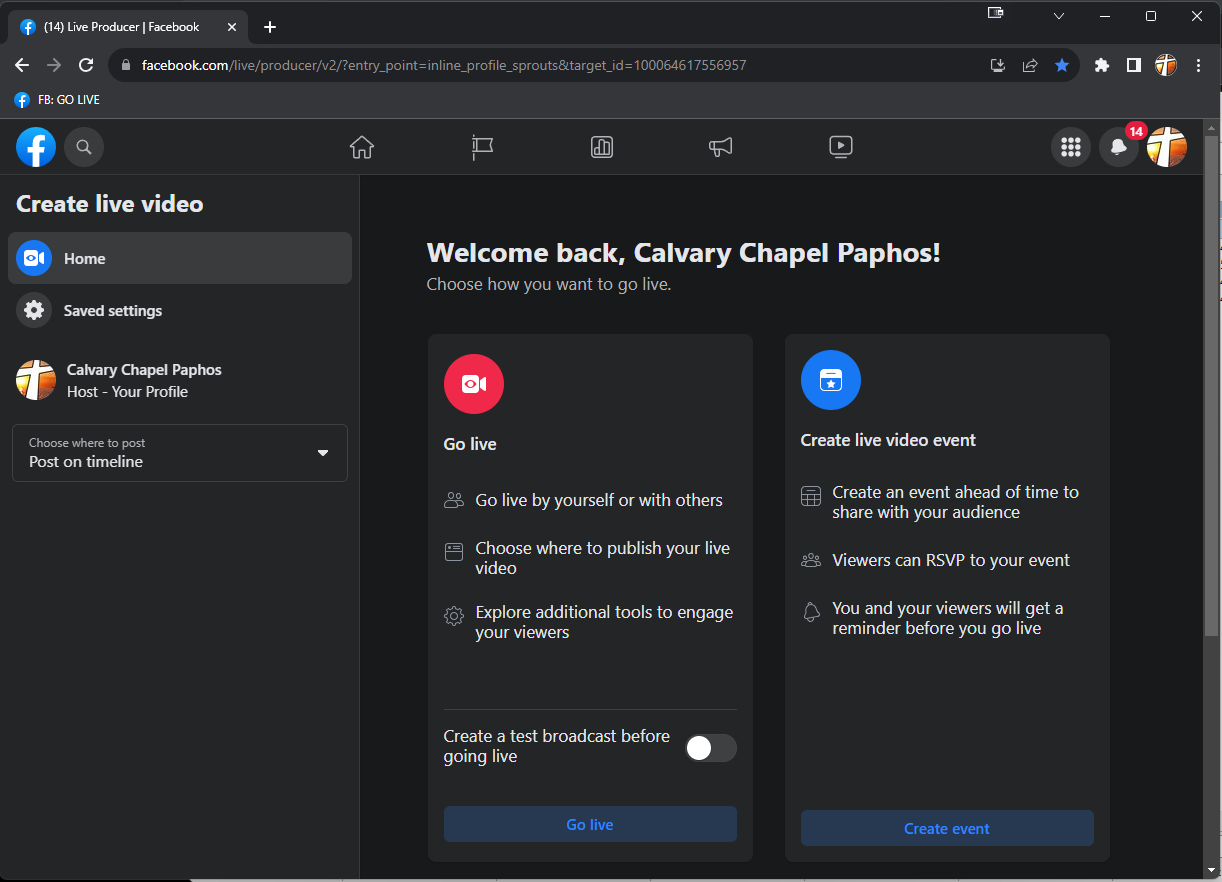 (14) Live Producer | Facebook
facebook.com/live/producer/v2/?entry_point=inline_profile_sprouts&target_id=100064617556957
FB: GO LIVE
14
Create live video
Home
Saved settings
Calvary Chapel Paphos
Host - Your Profile
Choose where to post
Post on timeline
Welcome back, Calvary Chapel Paphos!
Choose how you want to go live.
Go live
Go live by yourself or with others
Choose where to publish your live
video
Explore additional tools to engage
your viewers
Create a test broadcast before
going live
Go live
Create live video event
Create an event ahead of time to
share with your audience
Viewers can RSVP to your event
You and your viewers will get a
reminder before you go live
Create event